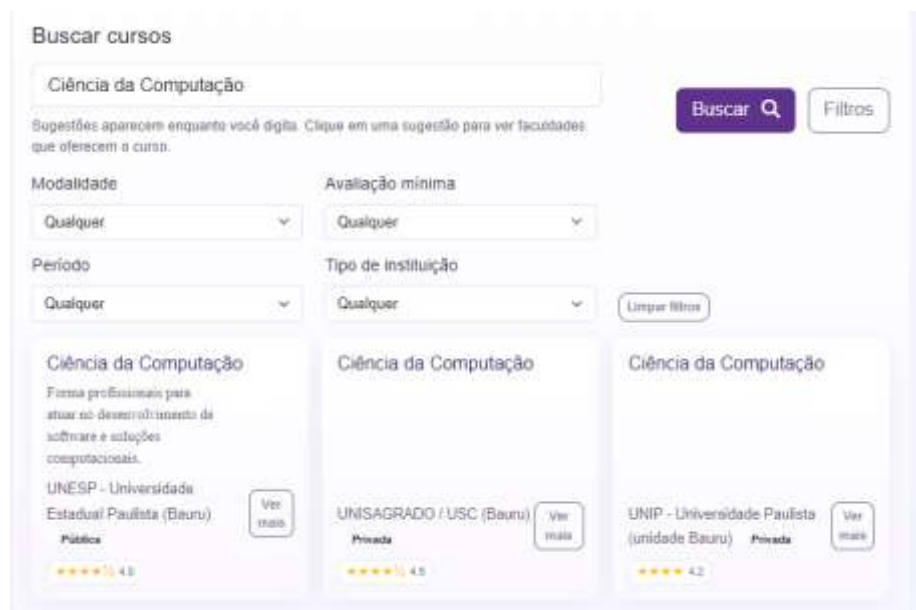 Buscar cursos
Ciência da Computação
Buscar
Filtros
Sugestões aparecem enquanto você digita. Clique em uma sugestão para ver faculdades
que oferecem o curso.
Modalidade
Avaliação mínima
Qualquer
Qualquer
Período
Tipo de instituição
Qualquer
Qualquer
Limpar filtros
Ciência da Computação
Forma profissionais para
atuar no desenvolvimento de
software e soluções
computacionais.
UNESP - Universidade
Estadual Paulista (Bauru)
Pública
Ver
mais
Ciência da Computação
UNISAGRADO / USC (Bauru)
Privada
Ver
mais
4.5
Ciência da Computação
UNIP - Universidade Paulista
(unidade Bauru) Privada
Ver
mais
4.2